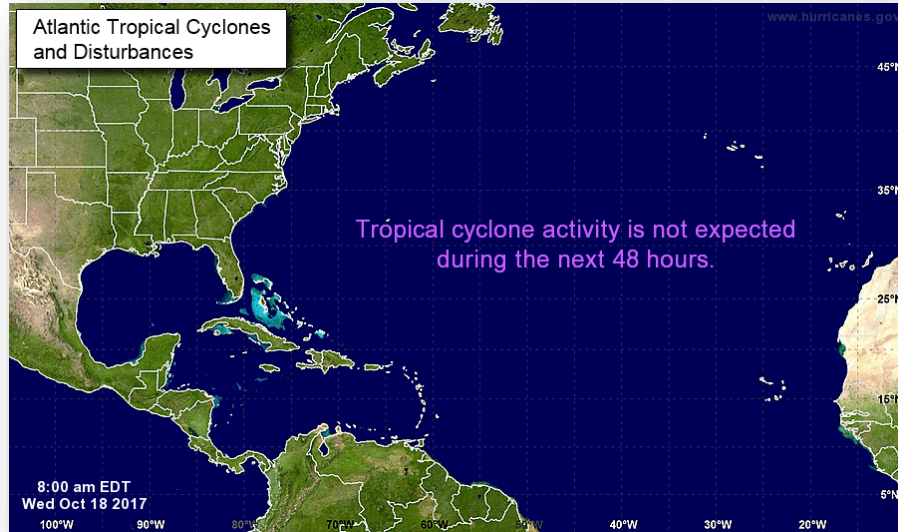 Atlantic Tropical Cyclones
and Disturbances
www.hurricanes.gov
45°N
35°N
Tropical cyclone activity is not expected
during the next 48 hours.
25°N
15°N
5°N
8:00 am EDT
Wed Oct 18 2017
100°W 90°W 80°W 70°W 60°W 50°W 40°W 30°W 20°W